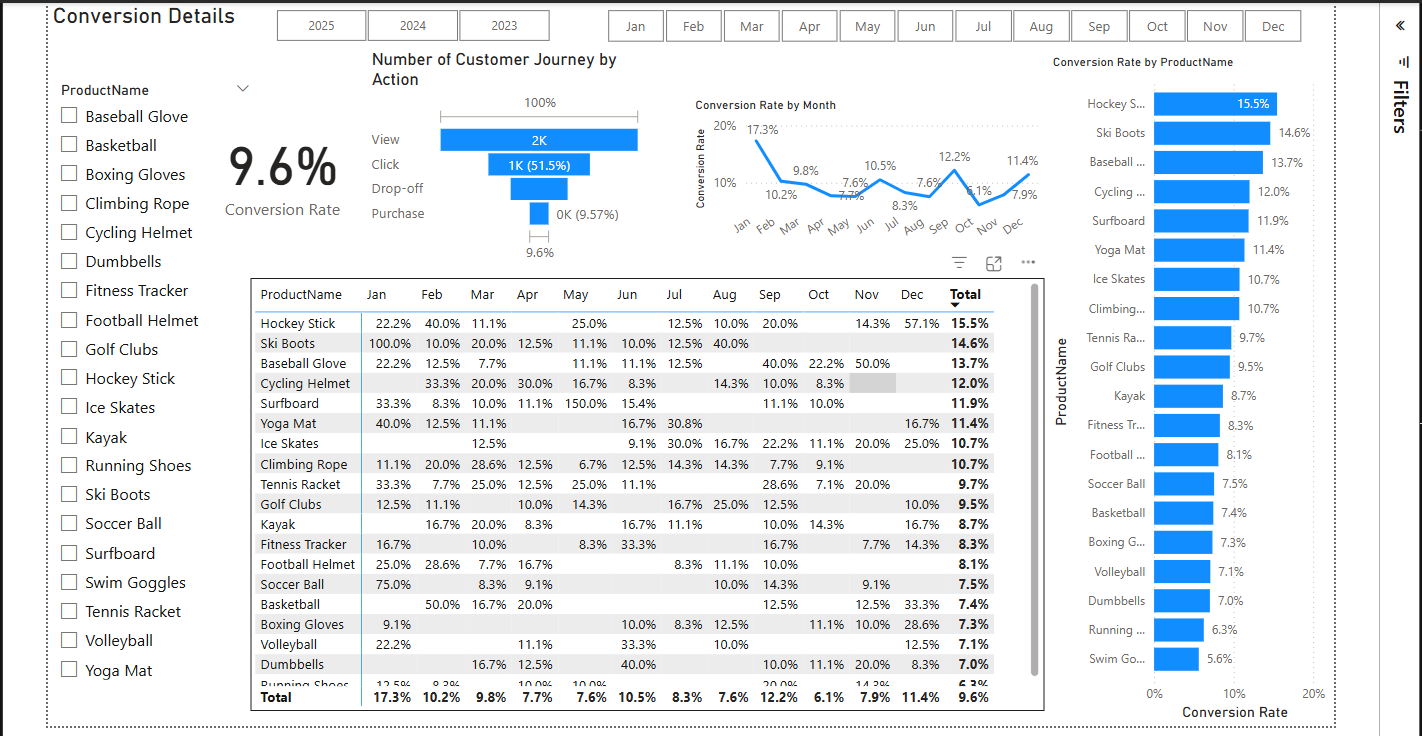 Conversion Details
2025 2024 2023 Jan Feb Mar Apr May Jun Jul Aug Sep Oct Nov Dec
Filters
ProductName
Baseball Glove
Basketball
Boxing Gloves
Climbing Rope
Cycling Helmet
Dumbbells
Fitness Tracker
Football Helmet
Golf Clubs
Hockey Stick
Ice Skates
Kayak
Running Shoes
Ski Boots
Soccer Ball
Surfboard
Swim Goggles
Tennis Racket
Volleyball
Yoga Mat
9.6%
Conversion Rate
Number of Customer Journey by
Action
100%
View 2K
Click 1K (51.5%)
Drop-off
Purchase 0K (9.57%)
9.6%
Conversion Rate by Month
Conversion Rate
20%
10%
17.3% 10.2% 9.8% 7.7% 7.6% 10.5% 8.3% 7.6% 12.2% 6.1% 7.9% 11.4%
Jan Feb Mar Apr May Jun Jul Aug Sep Oct Nov Dec
ProductName Jan Feb Mar Apr May Jun Jul Aug Sep Oct Nov Dec Total
Hockey Stick 22.2% 40.0% 11.1% 25.0% 12.5% 10.0% 20.0% 14.3% 57.1% 15.5%
Ski Boots 100.0% 10.0% 20.0% 12.5% 11.1% 10.0% 12.5% 40.0% 14.6%
Baseball Glove 22.2% 12.5% 7.7% 11.1% 11.1% 12.5% 40.0% 22.2% 50.0% 13.7%
Cycling Helmet 33.3% 20.0% 30.0% 16.7% 8.3% 14.3% 10.0% 8.3% 12.0%
Surfboard 33.3% 8.3% 10.0% 11.1% 150.0% 15.4% 11.1% 10.0% 11.9%
Yoga Mat 40.0% 12.5% 11.1% 16.7% 30.8% 16.7% 11.4%
Ice Skates 12.5% 9.1% 30.0% 16.7% 22.2% 11.1% 20.0% 25.0% 10.7%
Climbing Rope 11.1% 20.0% 28.6% 12.5% 6.7% 12.5% 14.3% 14.3% 7.7% 9.1% 10.7%
Tennis Racket 33.3% 7.7% 25.0% 12.5% 25.0% 11.1% 28.6% 7.1% 20.0% 9.7%
Golf Clubs 12.5% 11.1% 10.0% 14.3% 16.7% 25.0% 12.5% 10.0% 9.5%
Kayak 16.7% 20.0% 8.3% 16.7% 11.1% 10.0% 14.3% 16.7% 8.7%
Fitness Tracker 16.7% 10.0% 8.3% 33.3% 16.7% 7.7% 14.3% 8.3%
Football Helmet 25.0% 28.6% 7.7% 16.7% 8.3% 11.1% 10.0% 8.1%
Soccer Ball 75.0% 8.3% 9.1% 10.0% 14.3% 9.1% 7.5%
Basketball 50.0% 16.7% 20.0% 12.5% 12.5% 33.3% 7.4%
Boxing Gloves 9.1% 10.0% 8.3% 12.5% 11.1% 10.0% 28.6% 7.3%
Volleyball 22.2% 11.1% 33.3% 10.0% 12.5% 7.1%
Dumbbells 16.7% 12.5% 40.0% 10.0% 11.1% 20.0% 8.3% 7.0%
Running Shoes 12.5% 8.3% 10.0% 10.0% 20.0% 14.3% 6.3%
Total 17.3% 10.2% 9.8% 7.7% 7.6% 10.5% 8.3% 7.6% 12.2% 6.1% 7.9% 11.4% 9.6%
Conversion Rate by ProductName
ProductName
Hockey S... 15.5%
Ski Boots 14.6%
Baseball ... 13.7%
Cycling ... 12.0%
Surfboard 11.9%
Yoga Mat 11.4%
Ice Skates 10.7%
Climbing... 10.7%
Tennis Ra... 9.7%
Golf Clubs 9.5%
Kayak 8.7%
Fitness Tr... 8.3%
Football ... 8.1%
Soccer Ball 7.5%
Basketball 7.4%
Boxing G... 7.3%
Volleyball 7.1%
Dumbbells 7.0%
Running ... 6.3%
Swim Go... 5.6%
0% 10% 20%
Conversion Rate